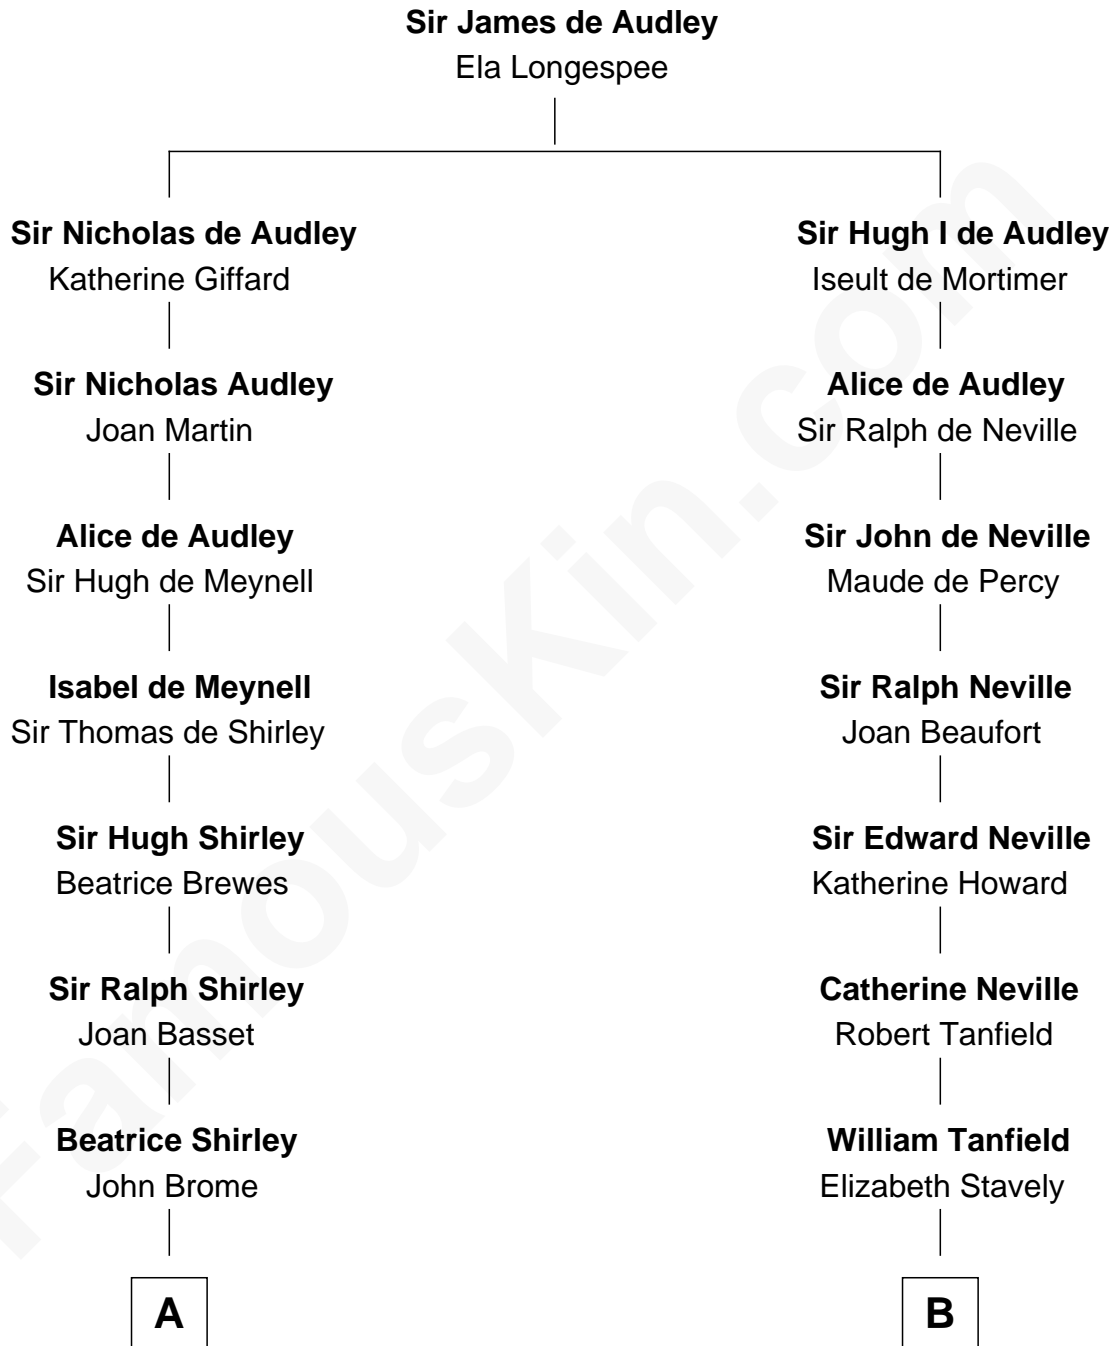 Sir James de Audley
Ela Longespee
Sir Nicholas de Audley
Katherine Giffard
Sir Hugh I de Audley
Iseult de Mortimer
Sir Nicholas Audley
Joan Martin
Alice de Audley
Sir Ralph de Neville
Alice de Audley
Sir Hugh de Meynell
Sir John de Neville
Maude de Percy
Isabel de Meynell
Sir Thomas de Shirley
Sir Ralph Neville
Joan Beaufort
Sir Hugh Shirley
Beatrice Brewes
Sir Edward Neville
Katherine Howard
Sir Ralph Shirley
Joan Basset
Catherine Neville
Robert Tanfield
Beatrice Shirley
John Brome
William Tanfield
Elizabeth Stavely
A
B
FamousKin.com